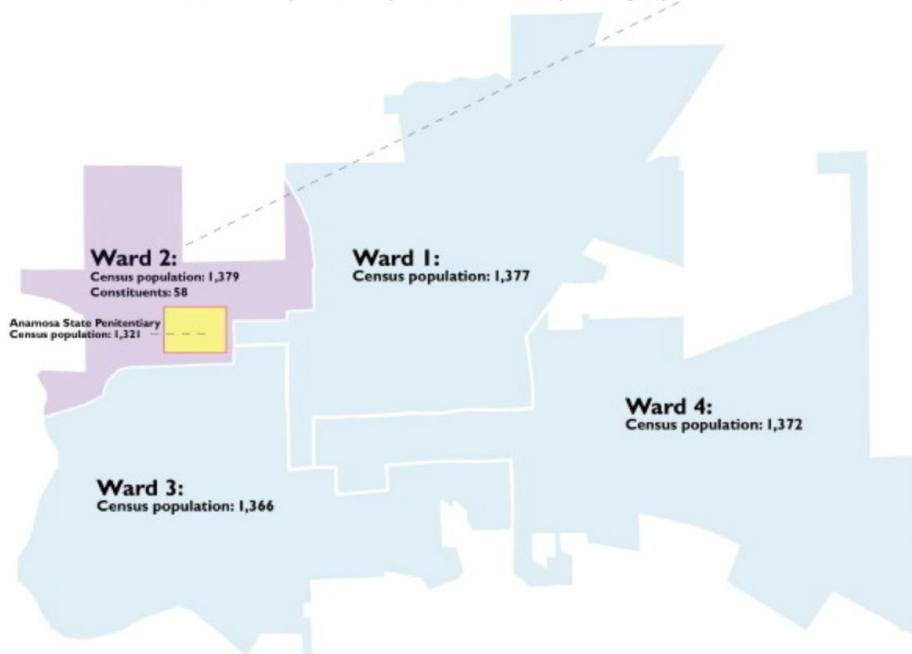 Ward 2:
Census population: 1,379
Constituents: 58
Anamosa State Penitentiary
Census population: 1,321
Ward 1:
Census population: 1,377
Ward 4:
Census population: 1,372
Ward 3:
Census population: 1,366